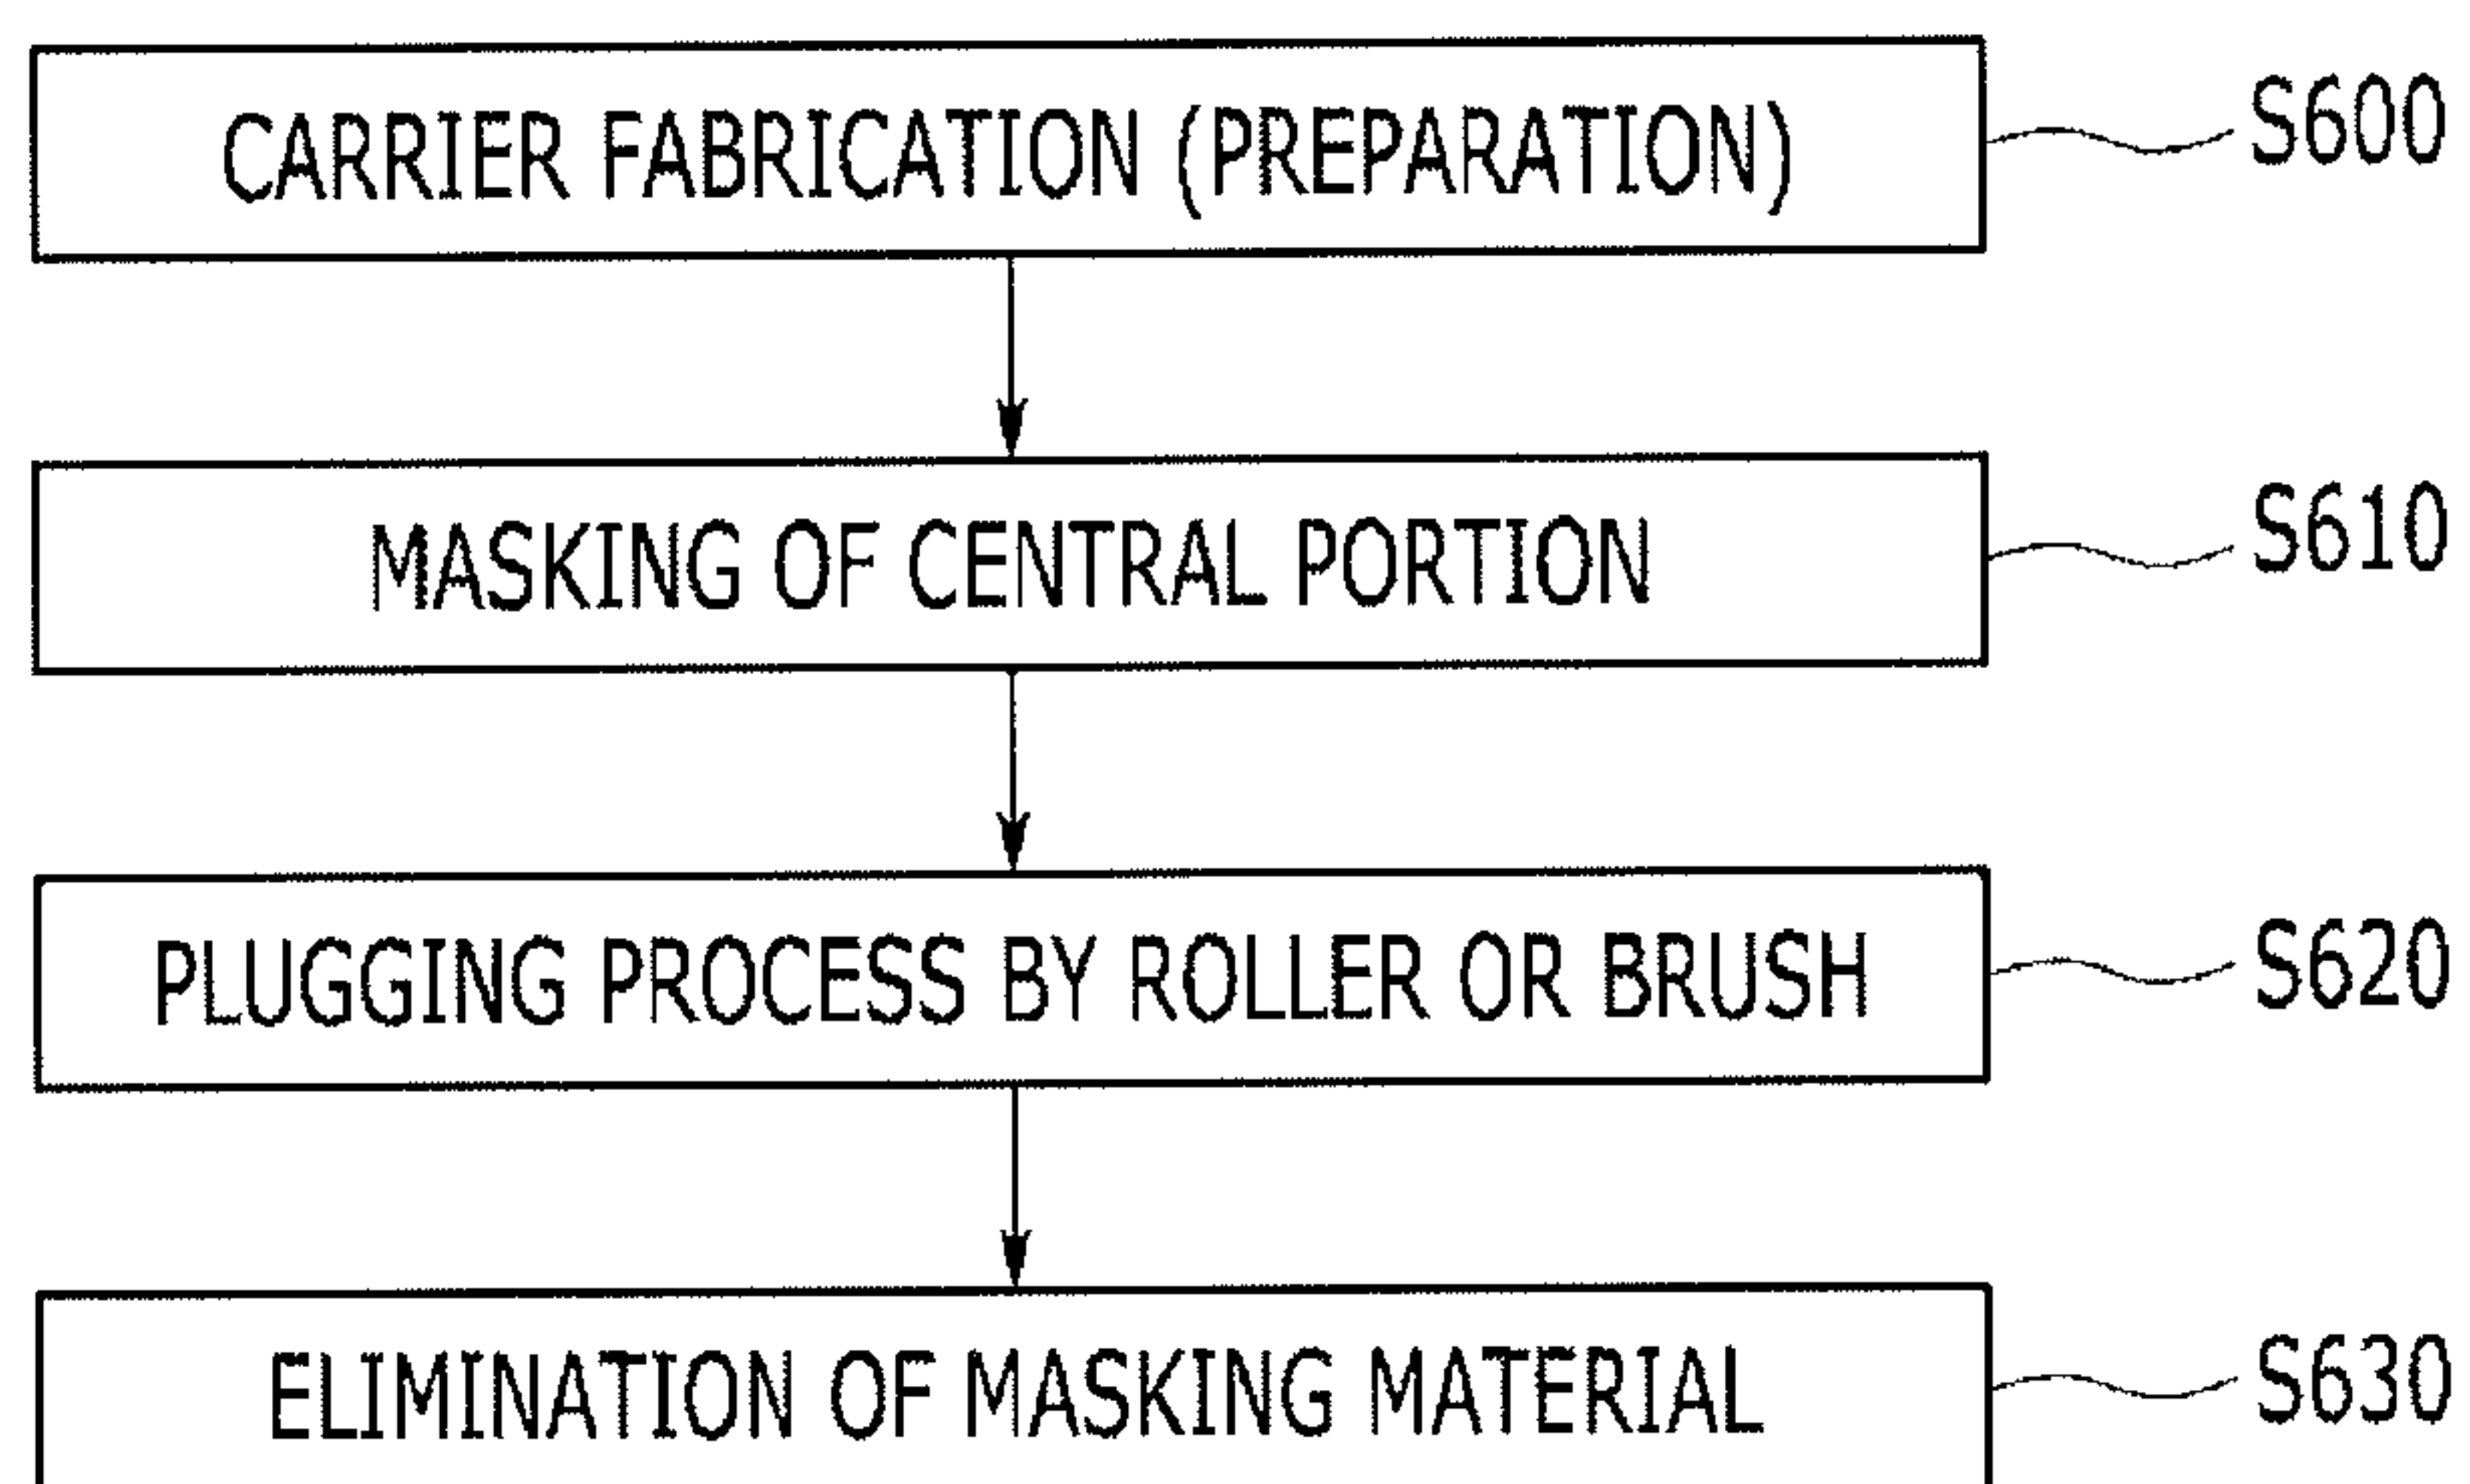 CARRIER FABRICATION (PREPARATION) S600
MASKING OF CENTRAL PORTION S610
PLUGGING PROCESS BY ROLLER OR BRUSH S620
ELIMINATION OF MASKING MATERIAL S630